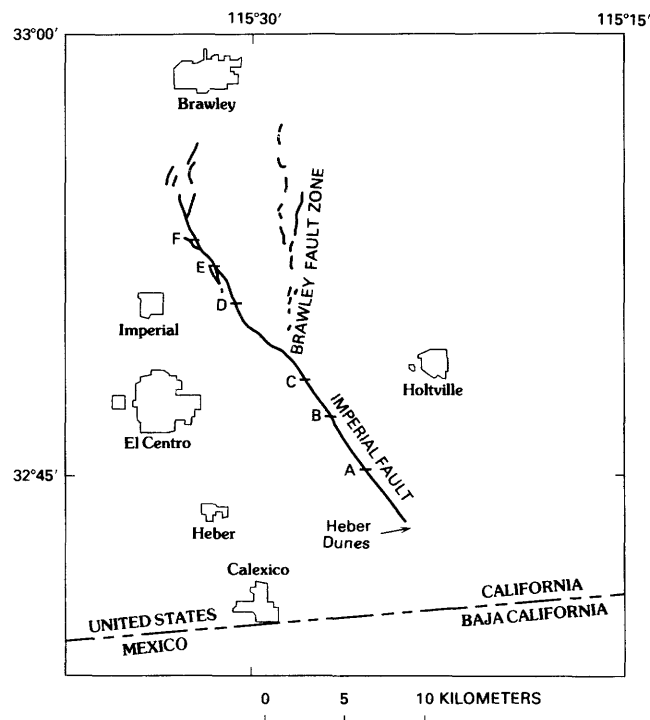 115°30′
115°15′
33°00′
Brawley
BRAWLEY FAULT ZONE
F
E
D
Imperial
C
Holtville
B
IMPERIAL FAULT
El Centro
A
32°45′
Heber
Heber
Dunes
Calexico
CALIFORNIA
UNITED STATES
BAJA CALIFORNIA
MEXICO
0 5 10 KILOMETERS